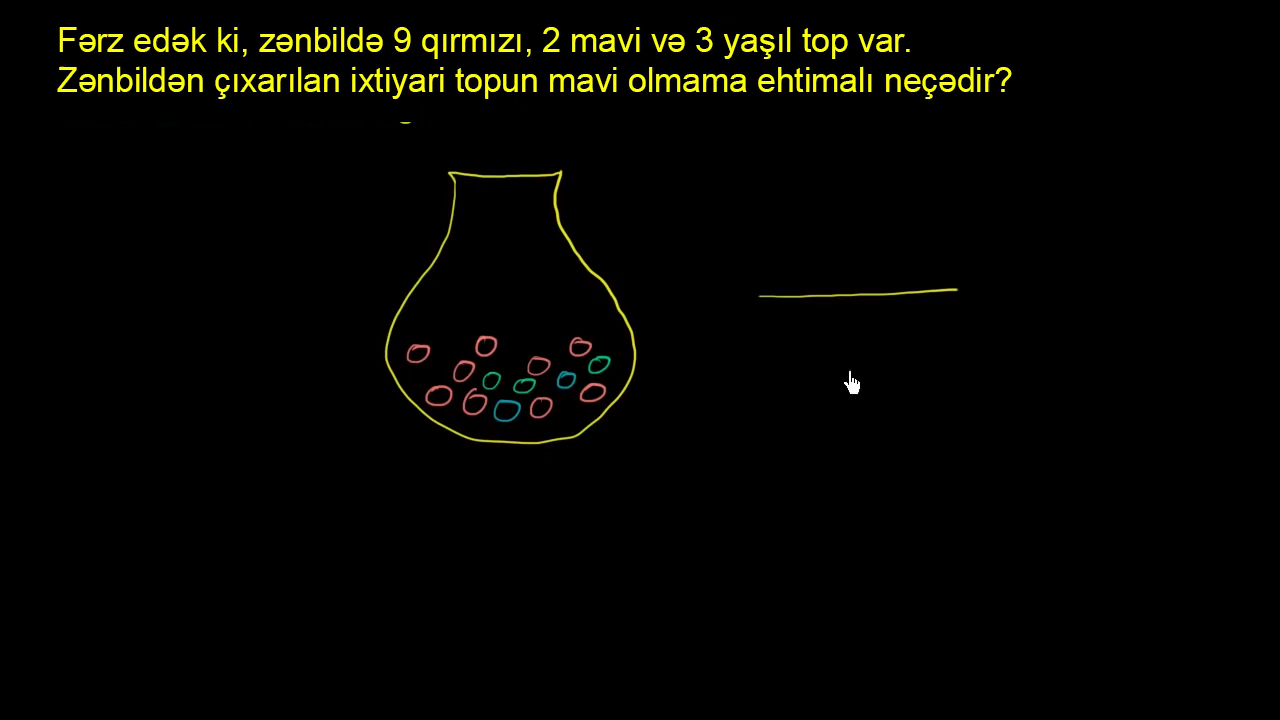 Fərz edək ki, zənbildə 9 qırmızı, 2 mavi və 3 yaşıl top var.
Zənbildən çıxarılan ixtiyari topun mavi olmama ehtimalı neçədir?